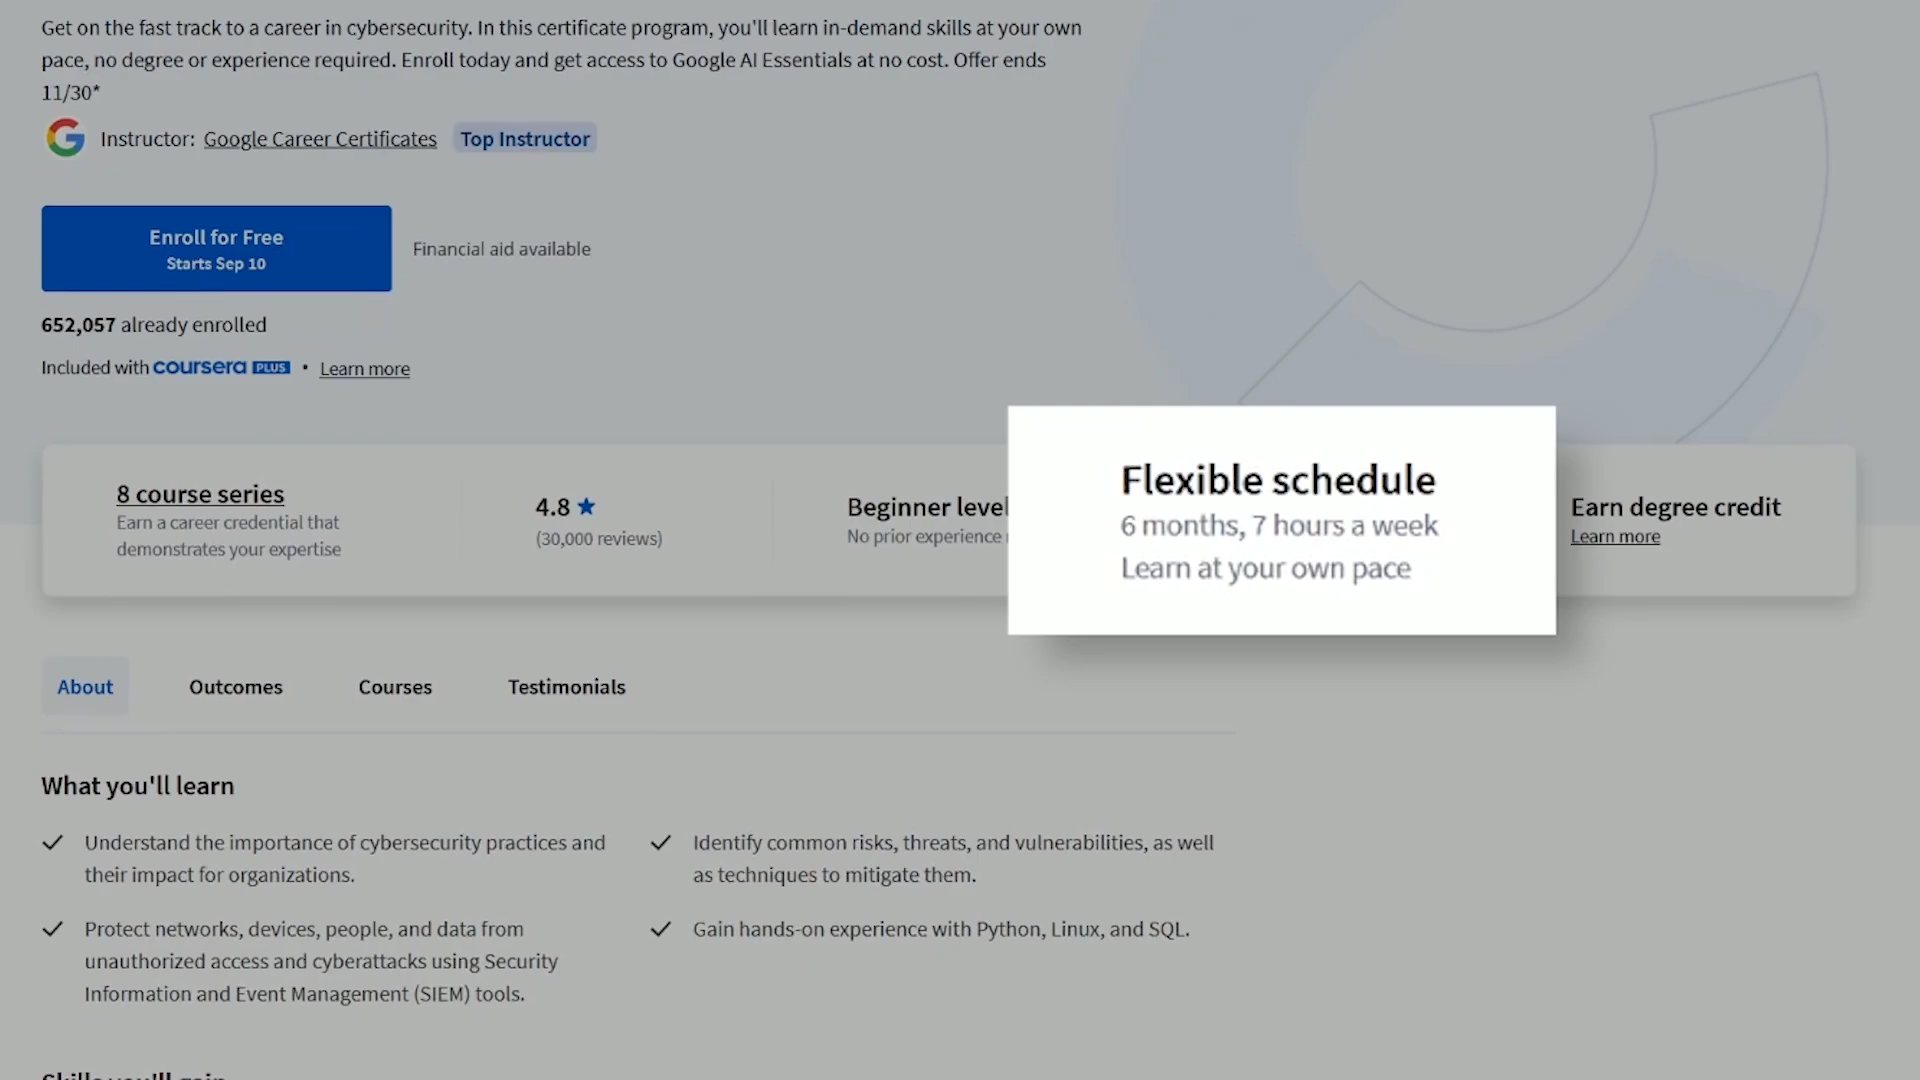 Get on the fast track to a career in cybersecurity. In this certificate program, you'll learn in-demand skills at your own
pace, no degree or experience required. Enroll today and get access to Google AI Essentials at no cost. Offer ends
11/30*
Instructor: Google Career Certificates Top Instructor
Enroll for Free
Starts Sep 10
Financial aid available
652,057 already enrolled
Included with coursera PLUS • Learn more
8 course series
Earn a career credential that
demonstrates your expertise
4.8 ★
(30,000 reviews)
Beginner level
No prior experience
Flexible schedule
6 months, 7 hours a week
Learn at your own pace
Earn degree credit
Learn more
About Outcomes Courses Testimonials
What you'll learn
Understand the importance of cybersecurity practices and
their impact for organizations.
Identify common risks, threats, and vulnerabilities, as well
as techniques to mitigate them.
Protect networks, devices, people, and data from
unauthorized access and cyberattacks using Security
Information and Event Management (SIEM) tools.
Gain hands-on experience with Python, Linux, and SQL.
Skills you'll gain